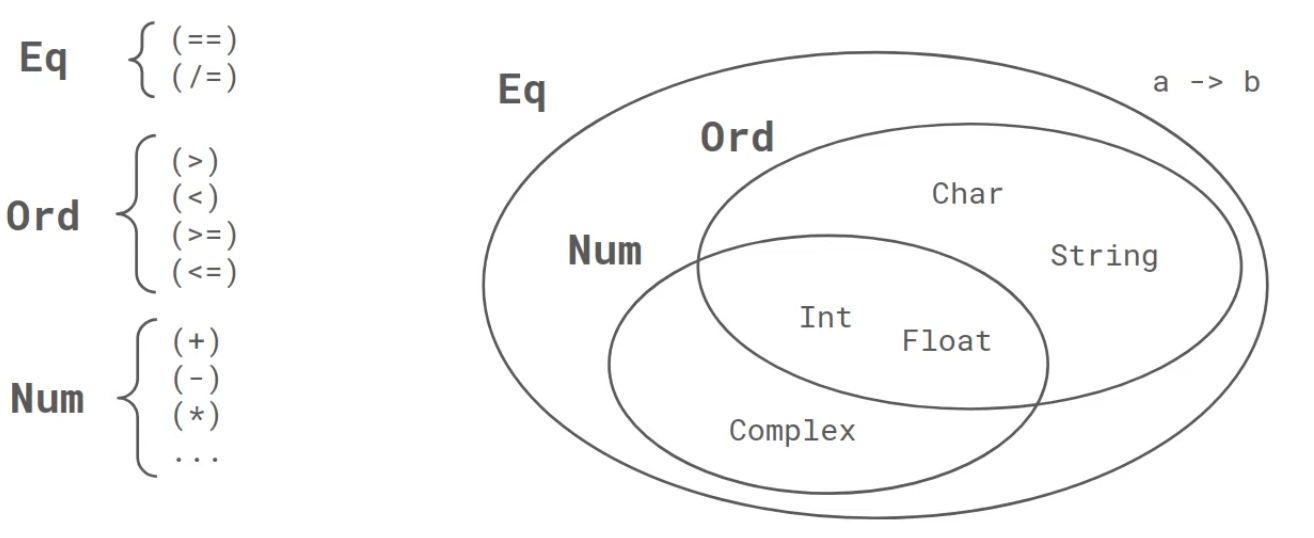 Eq
(==)
(/=)
Ord
(>)
(<)
(>=)
(<=)
Num
(+)
(-)
(*)
...
Eq
a -> b
Ord
Char
Num
String
Int
Float
Complex